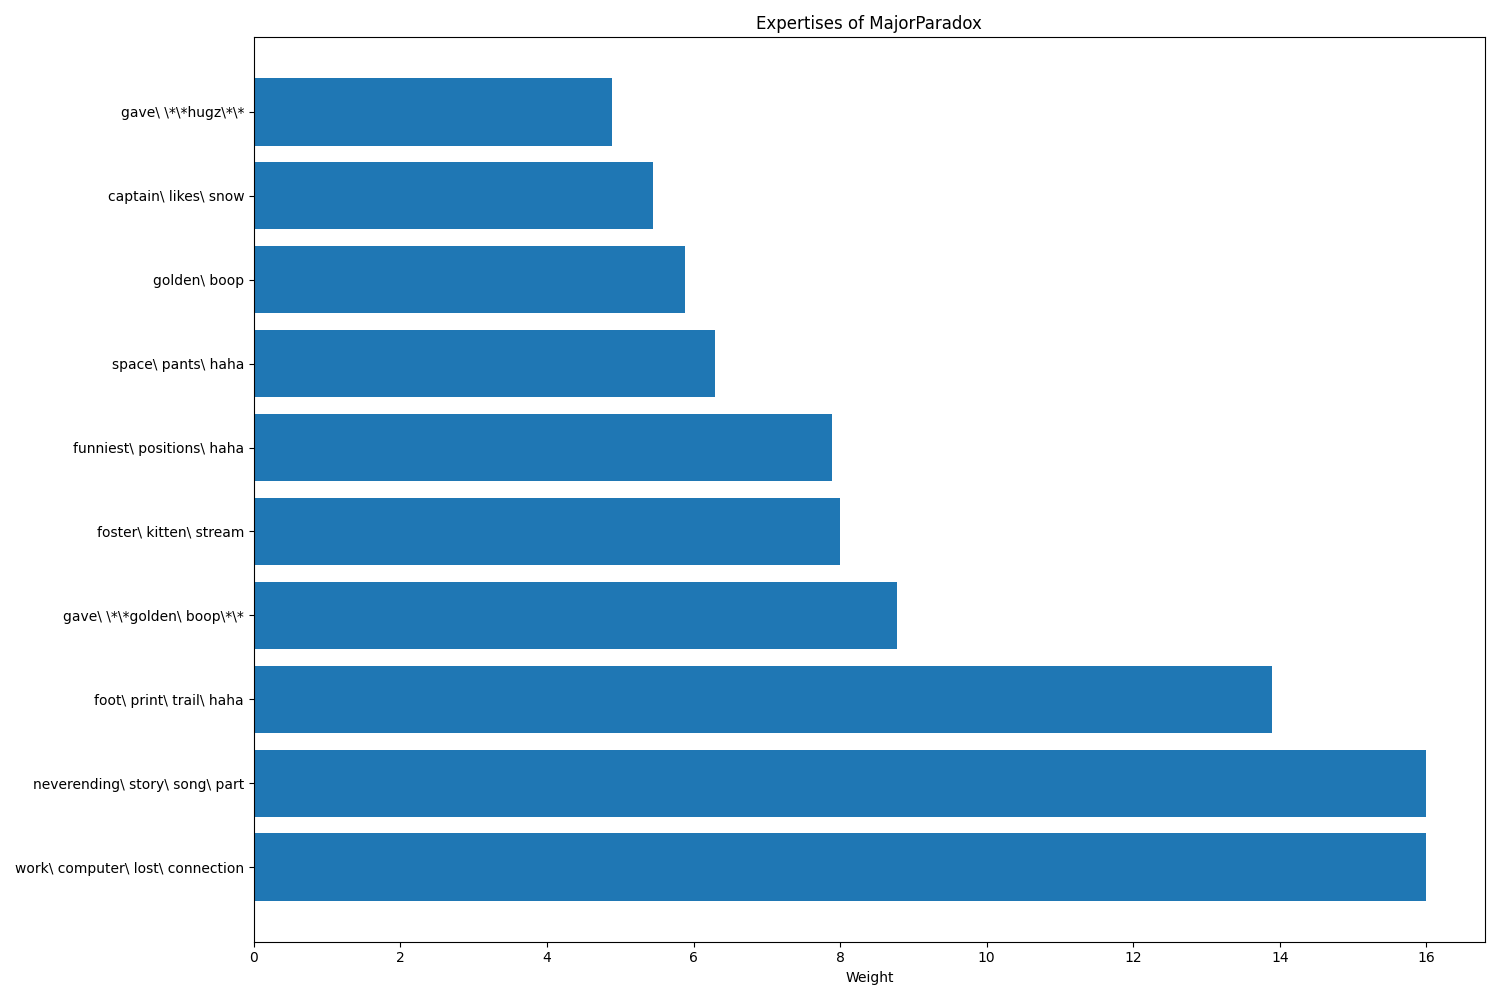 Expertises of MajorParadox
gave\ \*\*hugz\*\*
captain\ likes\ snow
golden\ boop
space\ pants\ haha
funniest\ positions\ haha
foster\ kitten\ stream
gave\ \*\*golden\ boop\*\*
foot\ print\ trail\ haha
neverending\ story\ song\ part
work\ computer\ lost\ connection
0 2 4 6 8 10 12 14 16
Weight